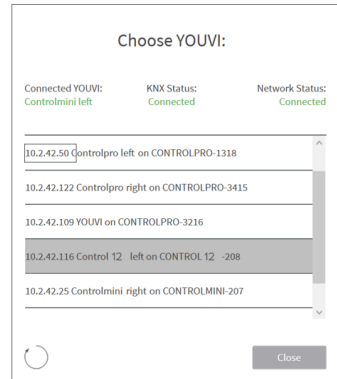 Choose YOUVI:
Connected YOUVI: KNX Status: Network Status:
Controlmini left Connected Connected
10.2.42.50 Controlpro left on CONTROLPRO-1318
10.2.42.122 Controlpro right on CONTROLPRO-3415
10.2.42.109 YOUVI on CONTROLPRO-3216
10.2.42.116 Control 12 left on CONTROL 12 -208
10.2.42.25 Controlmini right on CONTROLMINI-207
Close